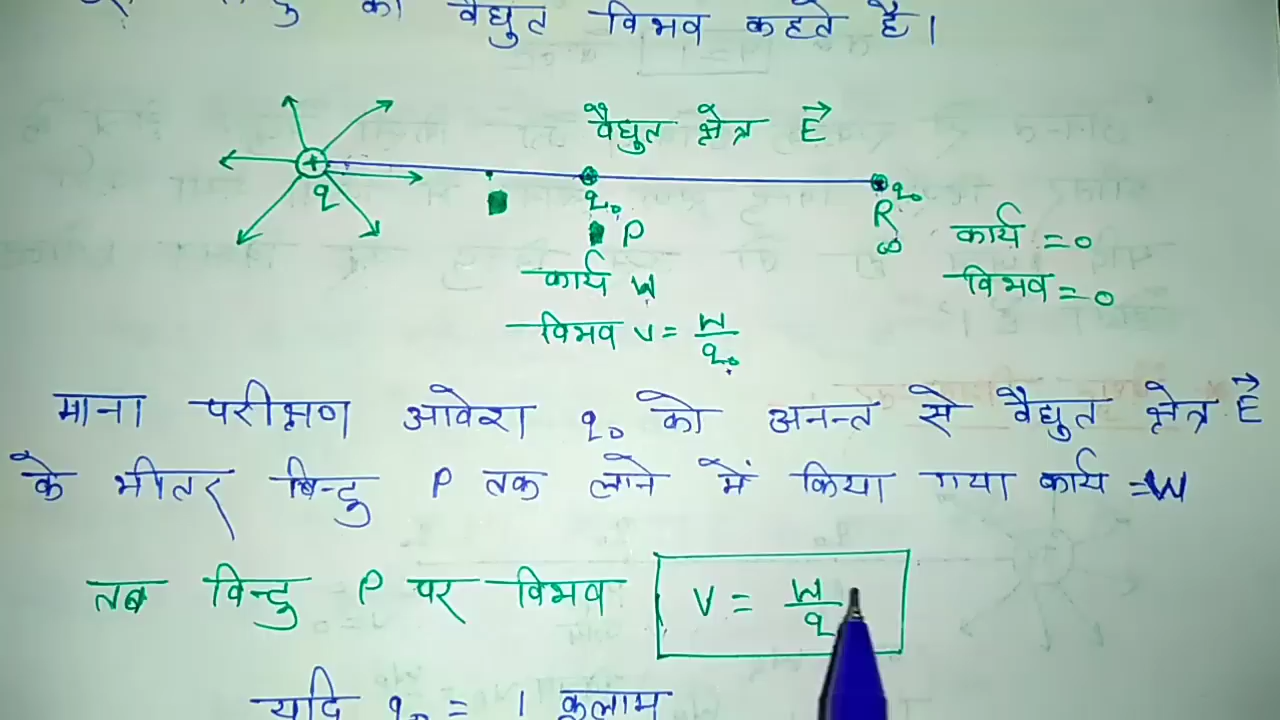 को वैद्युत विभव कहते है।
वैद्युत क्षेत्र E⃗
+
q
q₀
q₀
P
R
∞
कार्य = 0
विभव = 0
कार्य W
विभव V = W/q₀
माना परीक्षण आवेश q₀ को अनन्त से वैद्युत क्षेत्र E⃗
के भीतर बिन्दु P तक लाने में किया गया कार्य = W
तब विन्दु P पर विभव V = W/q
यदि q₀ = 1 कूलाम